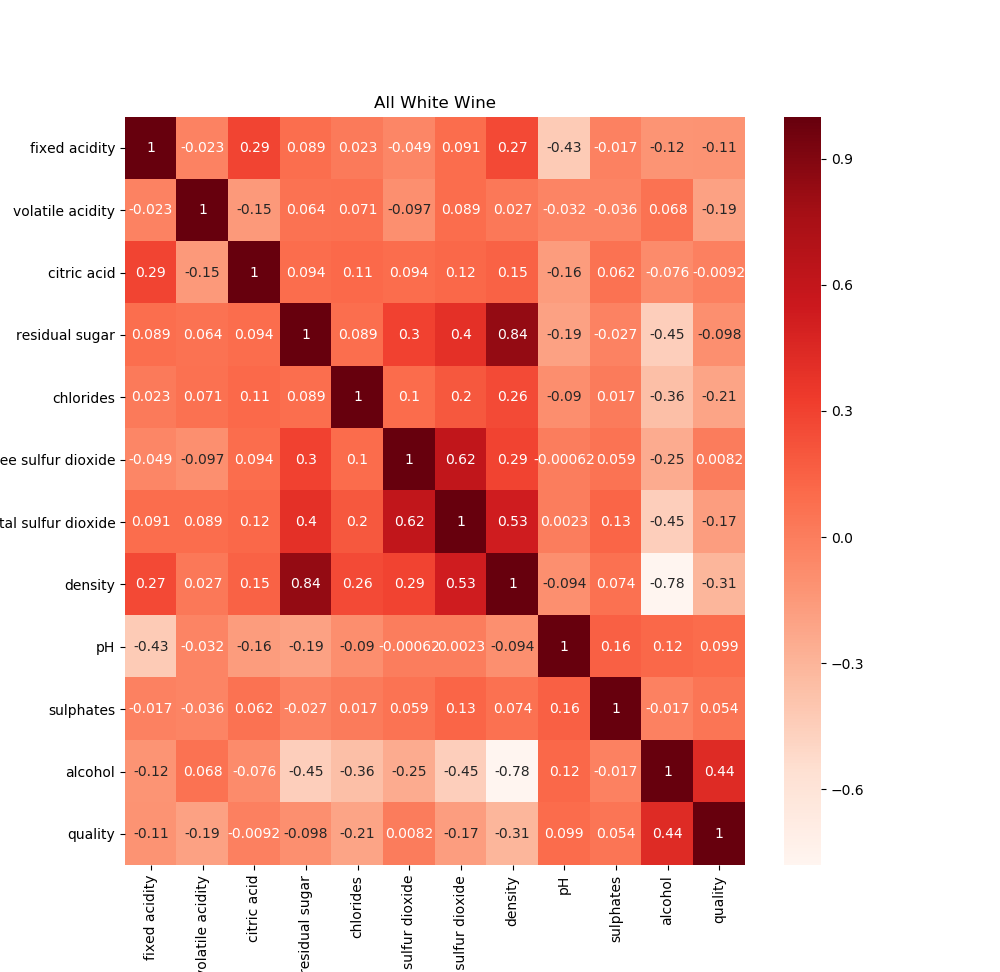 All White Wine
fixed acidity 1 -0.023 0.29 0.089 0.023 -0.049 0.091 0.27 -0.43 -0.017 -0.12 -0.11
volatile acidity -0.023 1 -0.15 0.064 0.071 -0.097 0.089 0.027 -0.032 -0.036 0.068 -0.19
citric acid 0.29 -0.15 1 0.094 0.11 0.094 0.12 0.15 -0.16 0.062 -0.076 -0.0092
residual sugar 0.089 0.064 0.094 1 0.089 0.3 0.4 0.84 -0.19 -0.027 -0.45 -0.098
chlorides 0.023 0.071 0.11 0.089 1 0.1 0.2 0.26 -0.09 0.017 -0.36 -0.21
ee sulfur dioxide -0.049 -0.097 0.094 0.3 0.1 1 0.62 0.29 -0.00062 0.059 -0.25 0.0082
tal sulfur dioxide 0.091 0.089 0.12 0.4 0.2 0.62 1 0.53 0.0023 0.13 -0.45 -0.17
density 0.27 0.027 0.15 0.84 0.26 0.29 0.53 1 -0.094 0.074 -0.78 -0.31
pH -0.43 -0.032 -0.16 -0.19 -0.09 -0.00062 0.0023 -0.094 1 0.16 0.12 0.099
sulphates -0.017 -0.036 0.062 -0.027 0.017 0.059 0.13 0.074 0.16 1 -0.017 0.054
alcohol -0.12 0.068 -0.076 -0.45 -0.36 -0.25 -0.45 -0.78 0.12 -0.017 1 0.44
quality -0.11 -0.19 -0.0092 -0.098 -0.21 0.0082 -0.17 -0.31 0.099 0.054 0.44 1
fixed acidity
volatile acidity
citric acid
residual sugar
chlorides
sulfur dioxide
sulfur dioxide
density
pH
sulphates
alcohol
quality
0.9
0.6
0.3
0.0
−0.3
−0.6